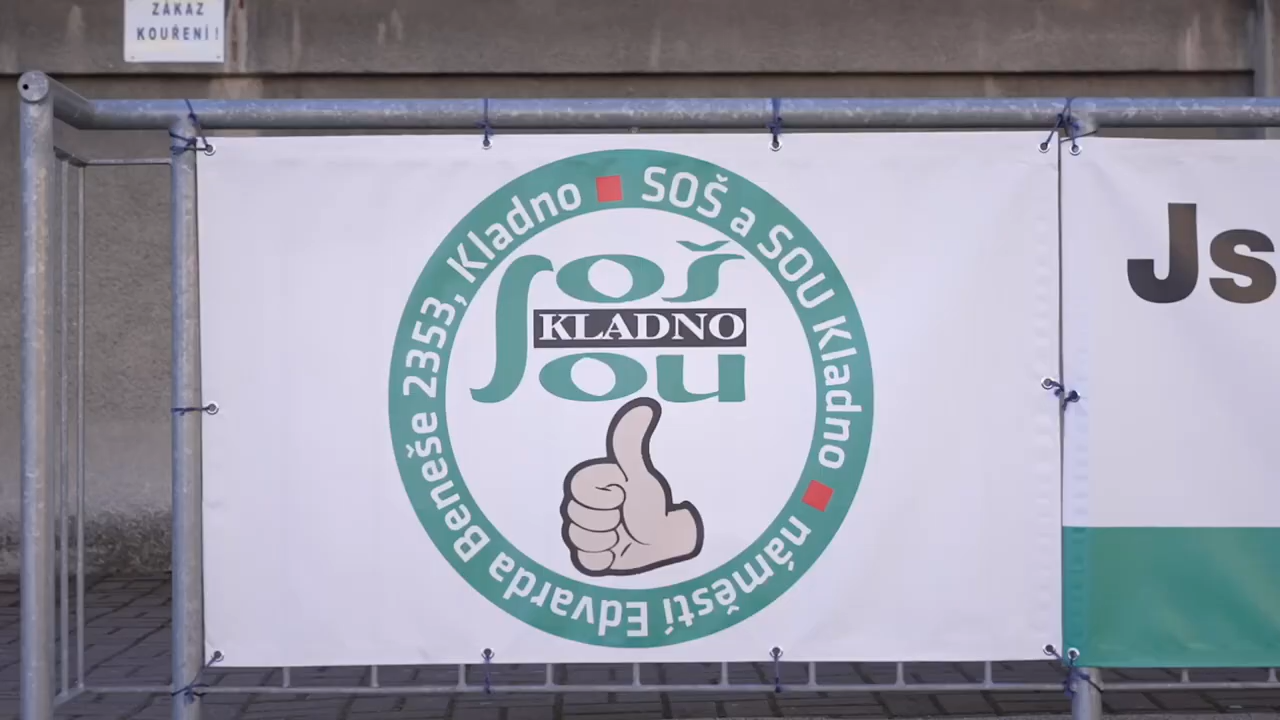 ZÁKAZ
KOUŘENÍ!
SOŠ a SOU Kladno ■ náměstí Edvarda Beneše 2353, Kladno ■
SOŠ
KLADNO
SOU
Js